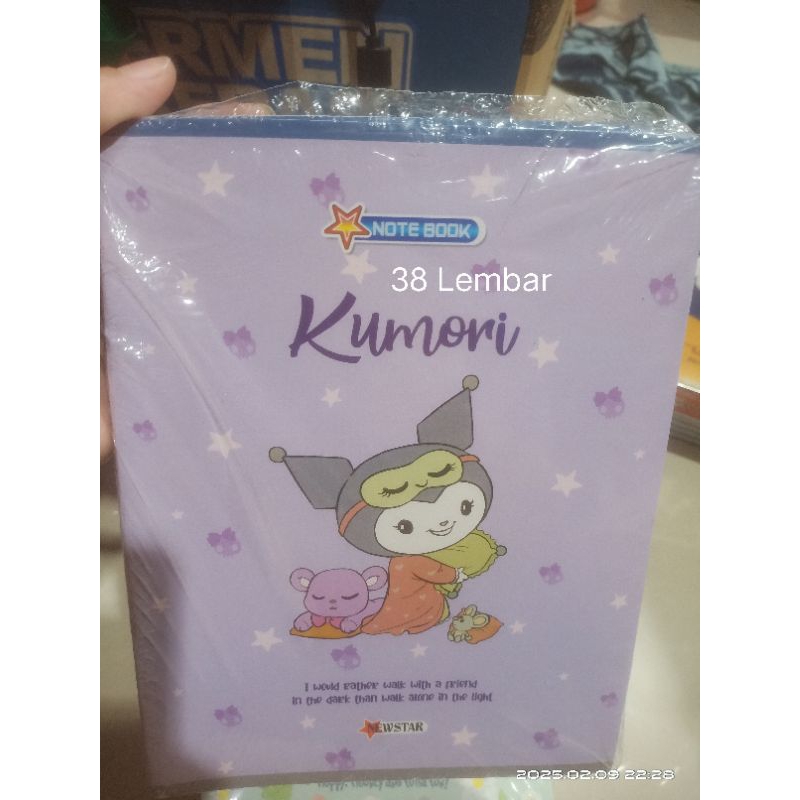 NOTE BOOK
38 Lembar
Kumori
I would rather walk with a friend
in the dark than walk alone in the light
NEWSTAR
2025.02.09 22:28